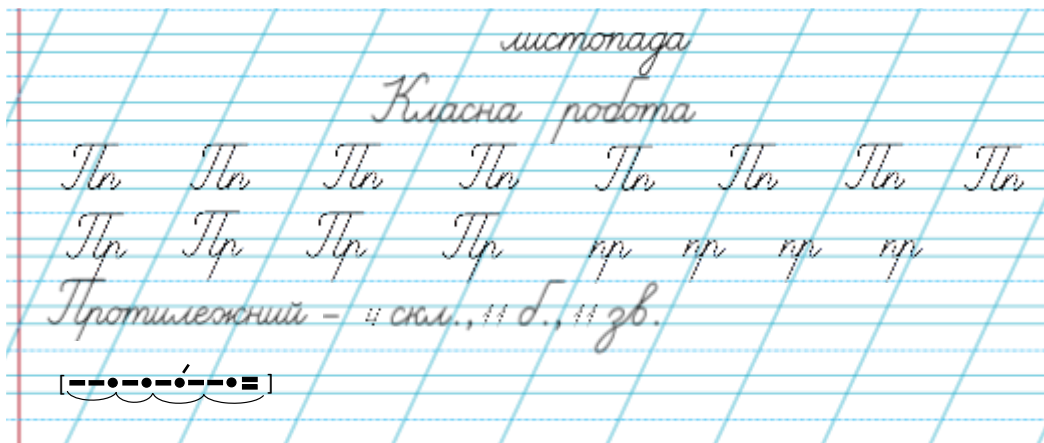 листопада
Класна робота
Пп Пп Пп Пп Пп Пп Пп Пп
Пр Пр Пр Пр пр пр пр пр
Протилежний – 4 скл., 11 б., 11 зв.
[– – • – • – • – – • =]